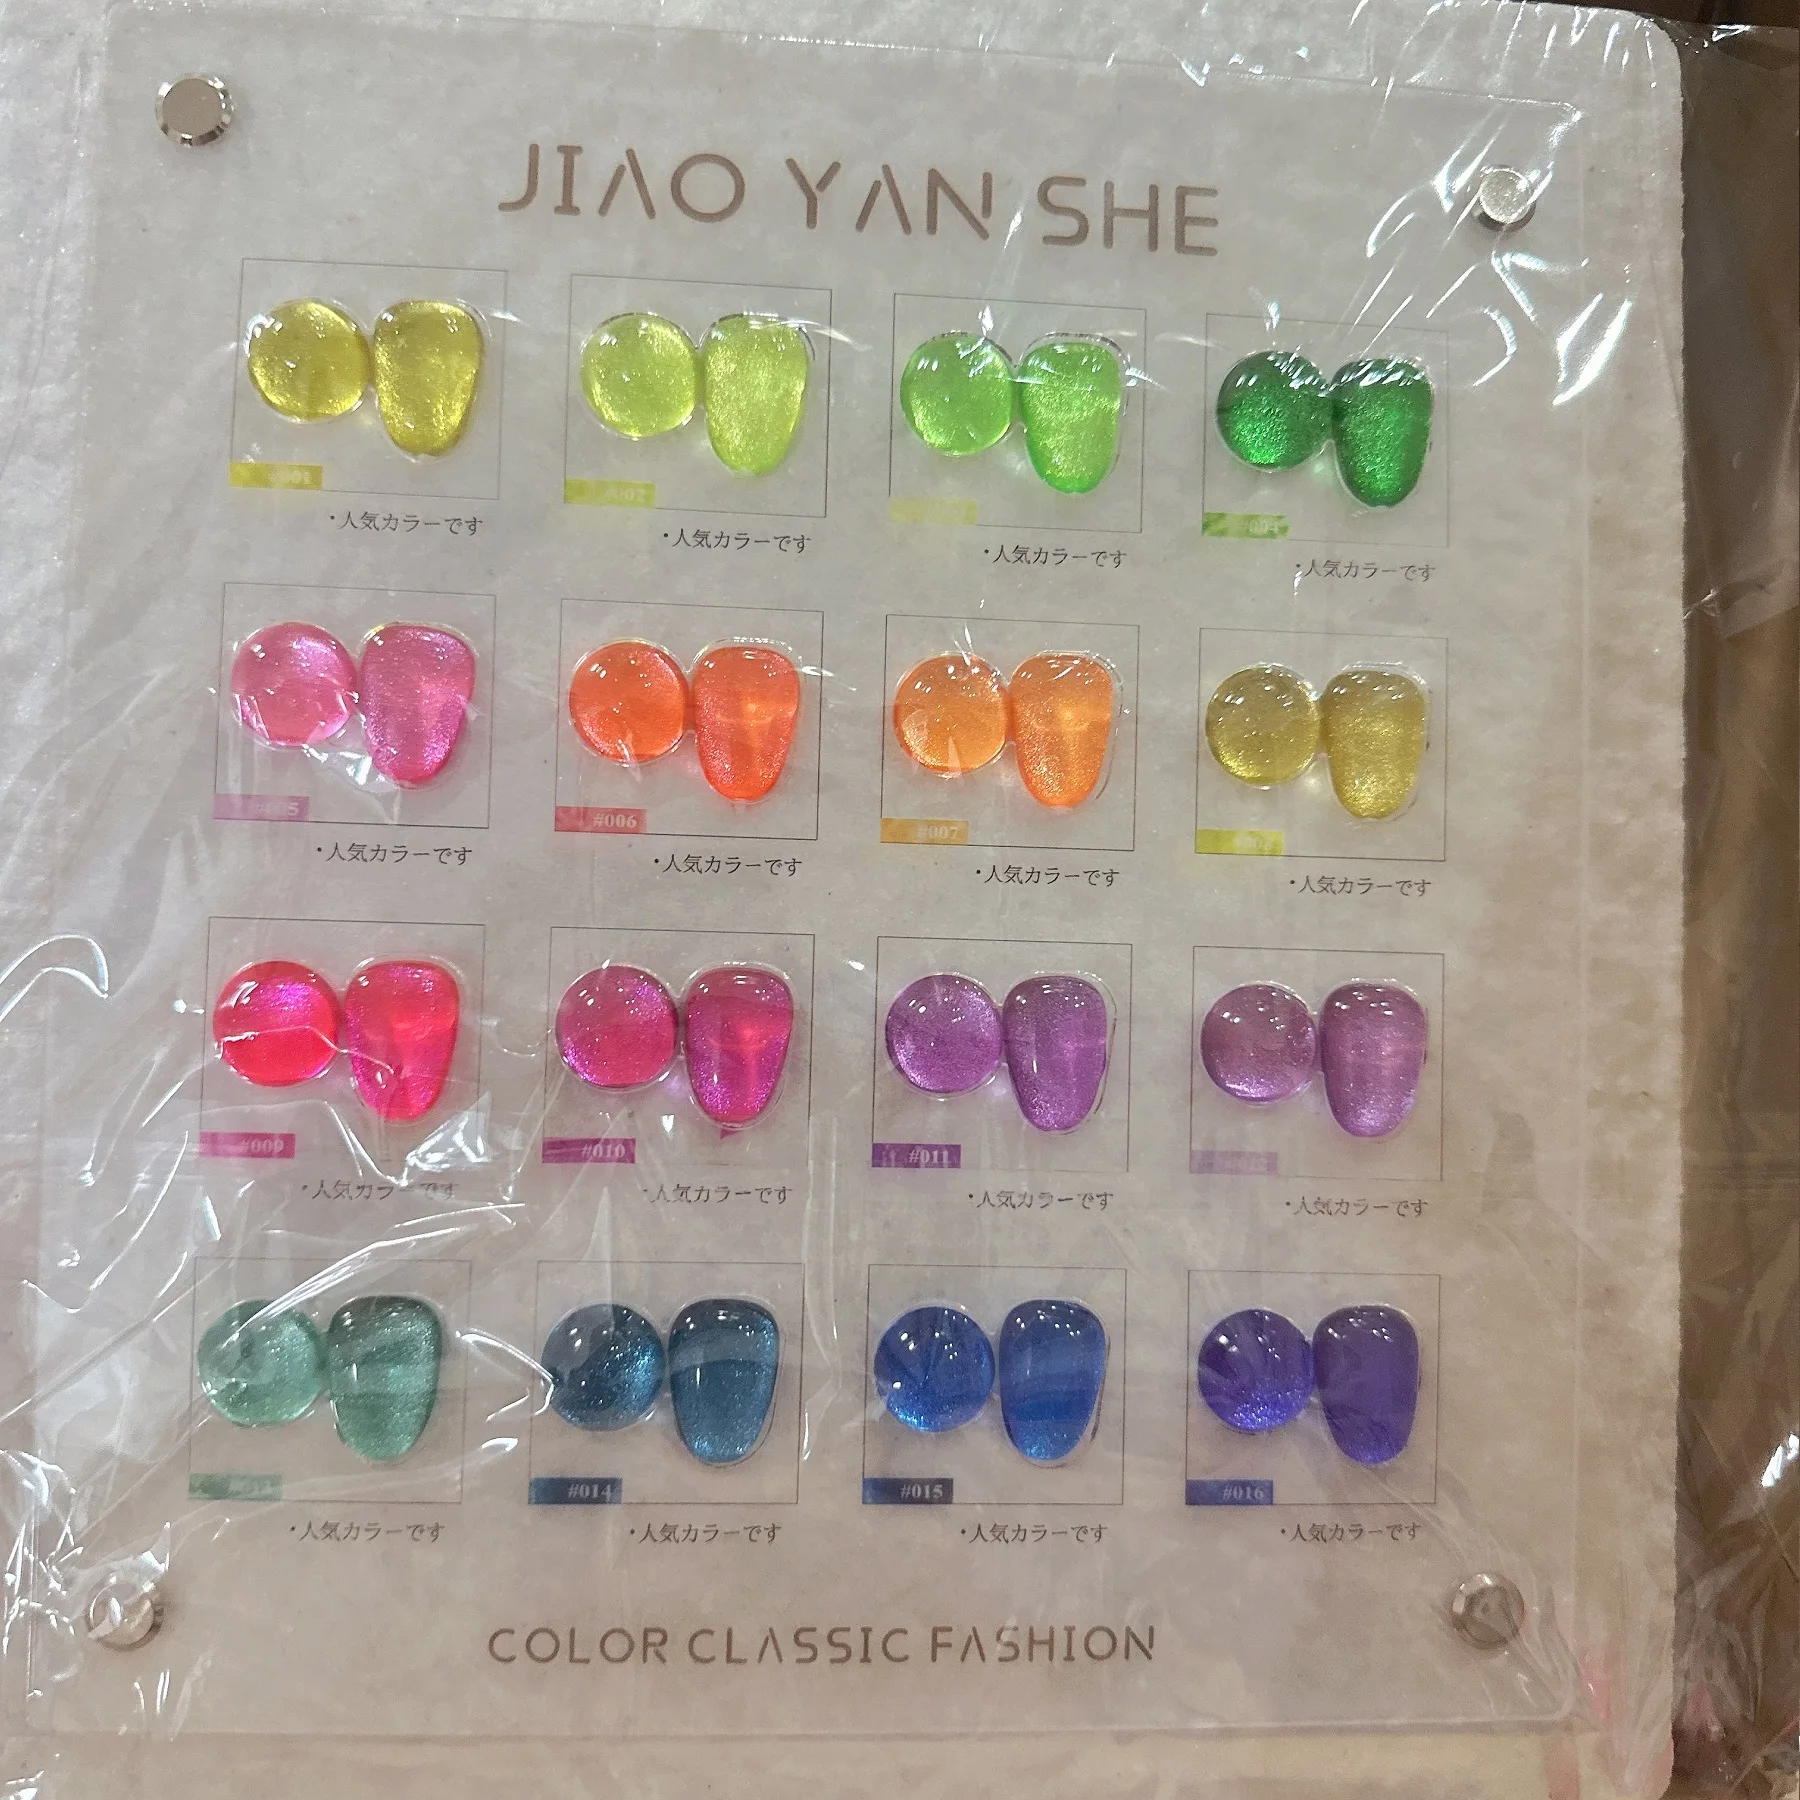 JIAO YAN SHE
#001
#002
・人気カラーです
・人気カラーです
・人気カラーです
#004
・人気カラーです
#005
#006
#007
・人気カラーです
・人気カラーです
・人気カラーです
・人気カラーです
#009
#010
#011
・人気カラーです
・人気カラーです
・人気カラーです
・人気カラーです
#014
#015
#016
・人気カラーです
・人気カラーです
・人気カラーです
・人気カラーです
COLOR CLASSIC FASHION